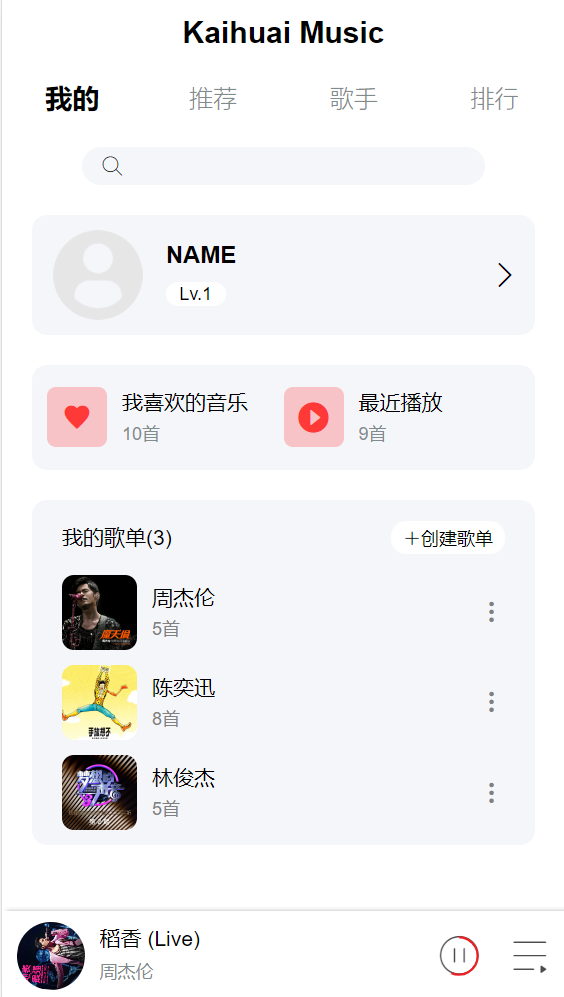 Kaihuai Music
我的 推荐 歌手 排行
NAME
Lv.1
我喜欢的音乐 最近播放
10首 9首
我的歌单(3) ＋创建歌单
周杰伦
5首
陈奕迅
8首
林俊杰
5首
稻香 (Live)
周杰伦